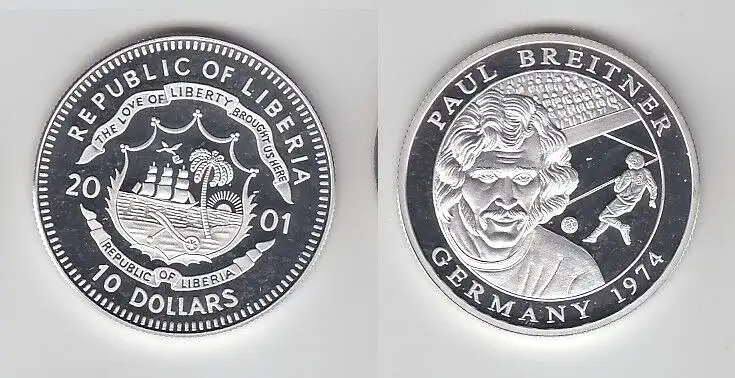 REPUBLIC OF LIBERIA
THE LOVE OF LIBERTY BROUGHT US HERE
20 01
REPUBLIC OF LIBERIA
10 DOLLARS
PAUL BREITNER
GERMANY 1974